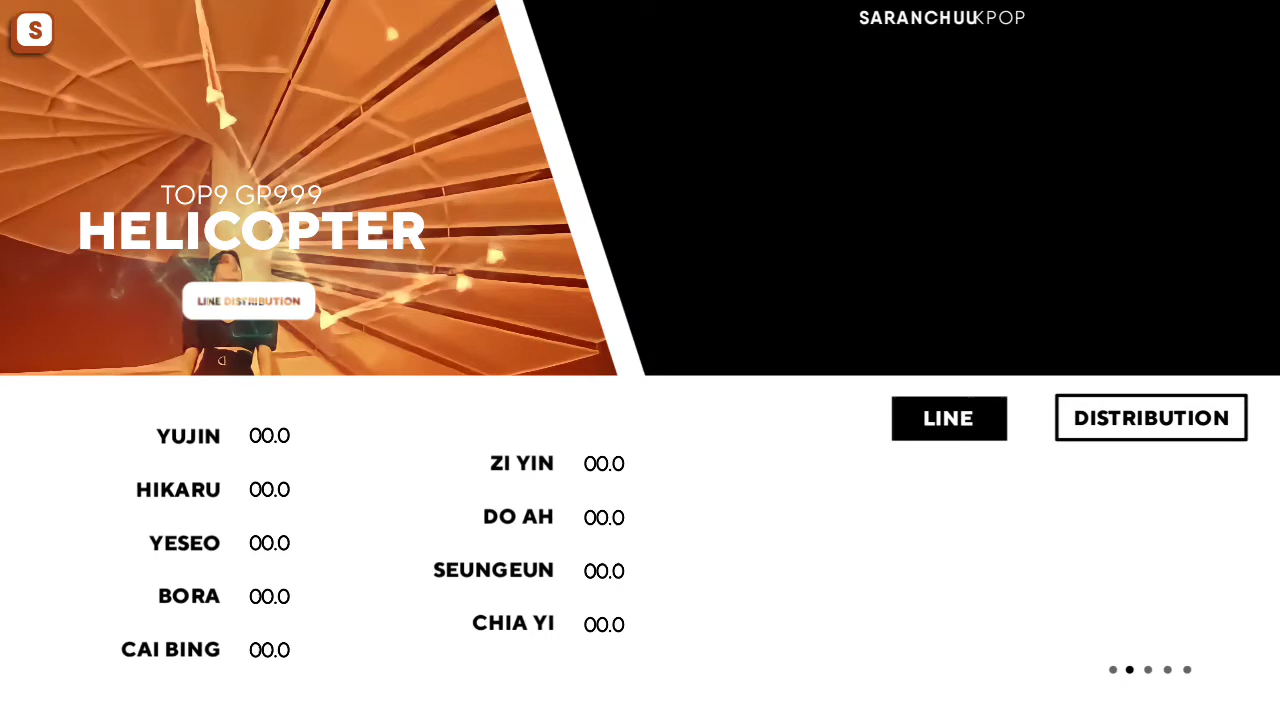 S
SARANCHUUKPOP
TOP9 GP999
HELICOPTER
LINE DISTRIBUTION
LINE
DISTRIBUTION
YUJIN 00.0
HIKARU 00.0
YESEO 00.0
BORA 00.0
CAI BING 00.0
ZI YIN 00.0
DO AH 00.0
SEUNGEUN 00.0
CHIA YI 00.0